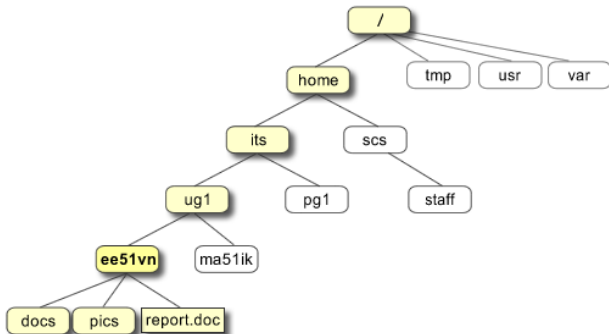 /
home
tmp
usr
var
its
scs
ug1
pg1
staff
ee51vn
ma51ik
docs
pics
report.doc